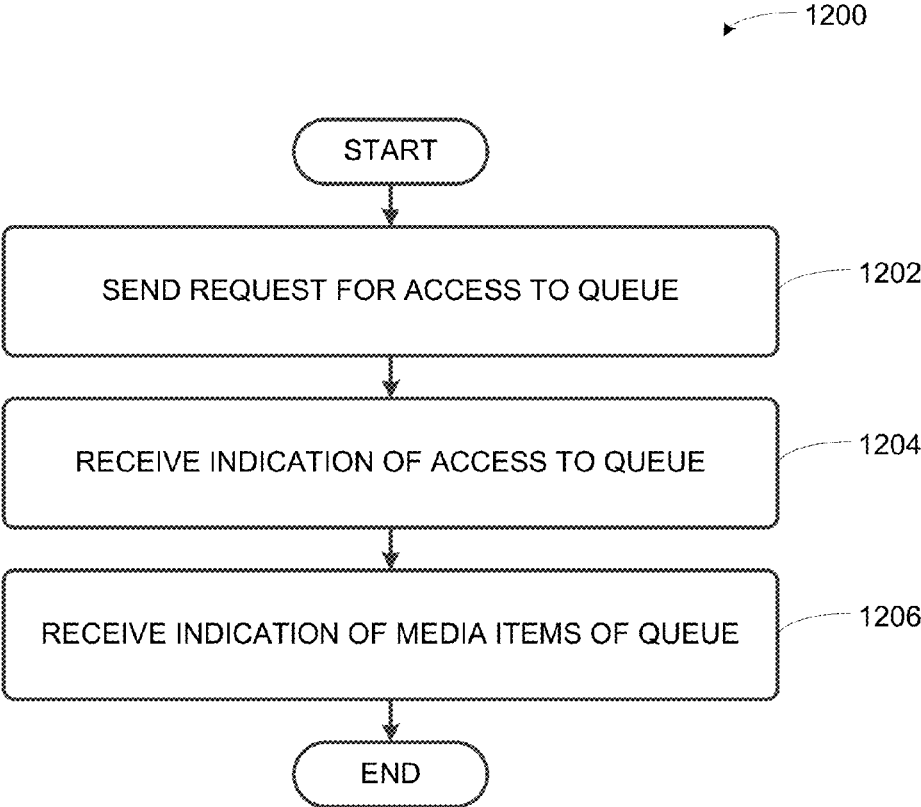 1200
START
SEND REQUEST FOR ACCESS TO QUEUE
1202
RECEIVE INDICATION OF ACCESS TO QUEUE
1204
RECEIVE INDICATION OF MEDIA ITEMS OF QUEUE
1206
END